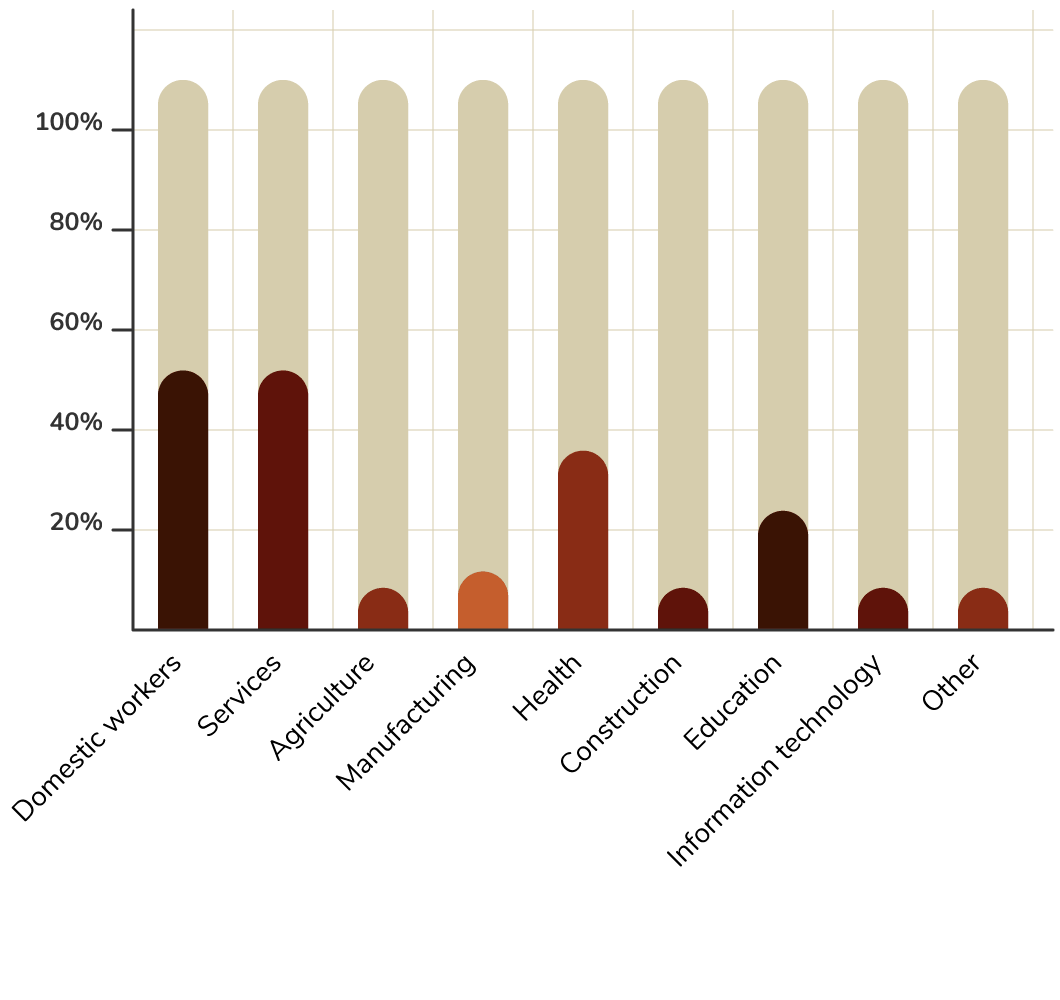 100%
80%
60%
40%
20%
Domestic workers
Services
Agriculture
Manufacturing
Health
Construction
Education
Information technology
Other